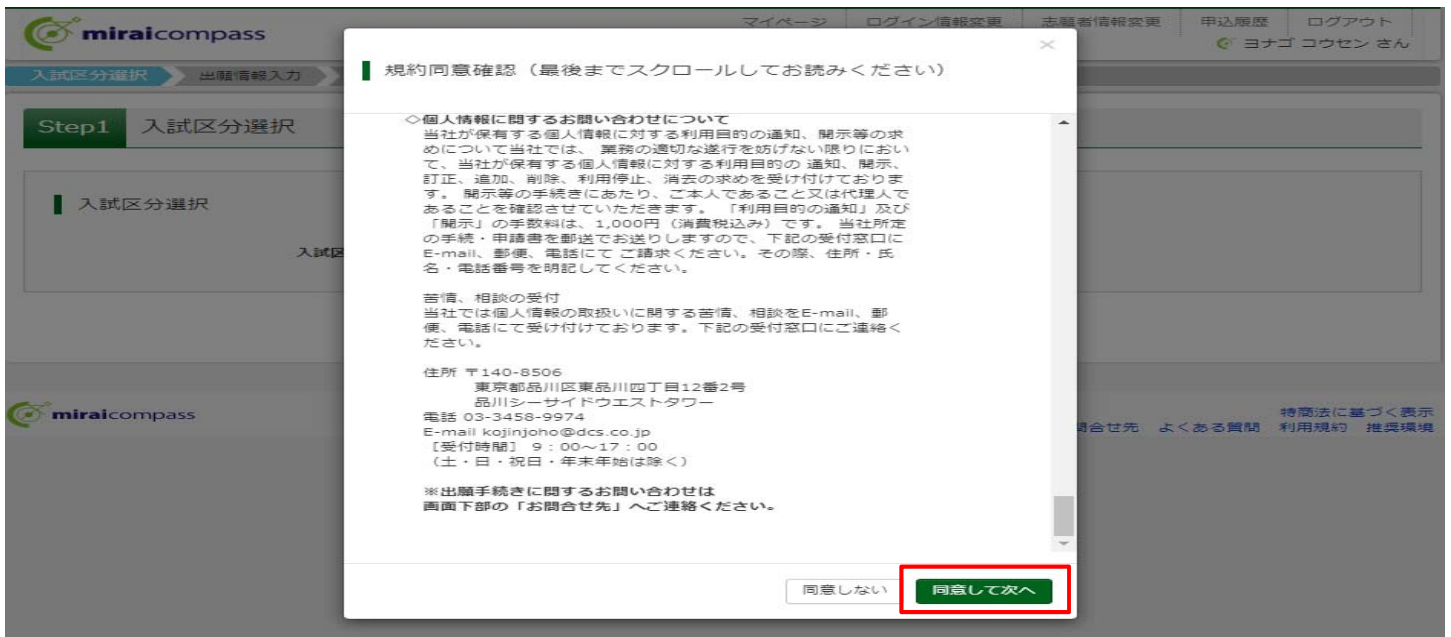 miraicompass
マイページ ログイン情報変更 志願者情報変更 申込履歴 ログアウト
ヨナゴ コウセン さん
入試区分選択 出願情報入力
Step1 入試区分選択
入試区分選択
入試区
規約同意確認（最後までスクロールしてお読みください）
×
◇個人情報に関するお問い合わせについて
当社が保有する個人情報に対する利用目的の通知、開示等の求
めについて当社では、 業務の適切な遂行を妨げない限りにおい
て、当社が保有する個人情報に対する利用目的の 通知、開示、
訂正、追加、削除、利用停止、消去の求めを受け付けておりま
す。 開示等の手続きにあたり、ご本人であること又は代理人で
あることを確認させていただきます。 「利用目的の通知」及び
「開示」の手数料は、1,000円（消費税込み）です。 当社所定
の手続・申請書を郵送でお送りしますので、下記の受付窓口に
E-mail、郵便、電話にて ご請求ください。その際、住所・氏
名・電話番号を明記してください。
苦情、相談の受付
当社では個人情報の取扱いに関する苦情、相談をE-mail、郵
便、電話にて受け付けております。下記の受付窓口にご連絡く
ださい。
住所 〒140-8506
東京都品川区東品川四丁目12番2号
品川シーサイドウエストタワー
電話 03-3458-9974
E-mail kojinjoho@dcs.co.jp
［受付時間］ 9：00～17：00
（土・日・祝日・年末年始は除く）
※出願手続きに関するお問い合わせは
画面下部の「お問合せ先」へご連絡ください。
同意しない 同意して次へ
miraicompass
特商法に基づく表示
問合せ先 よくある質問 利用規約 推奨環境